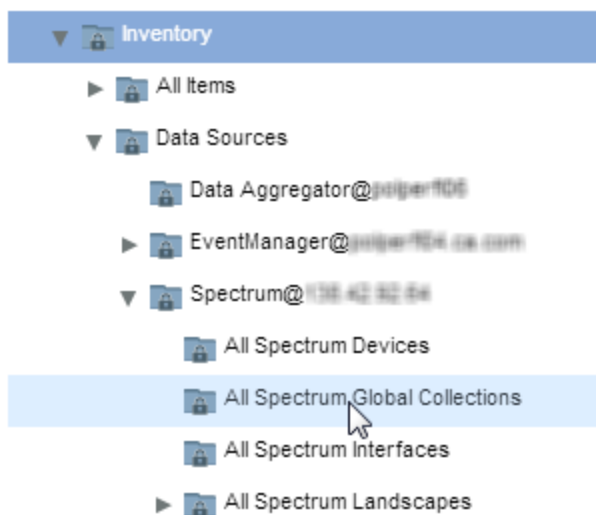 Inventory
All Items
Data Sources
Data Aggregator@
EventManager@
Spectrum@
All Spectrum Devices
All Spectrum Global Collections
All Spectrum Interfaces
All Spectrum Landscapes